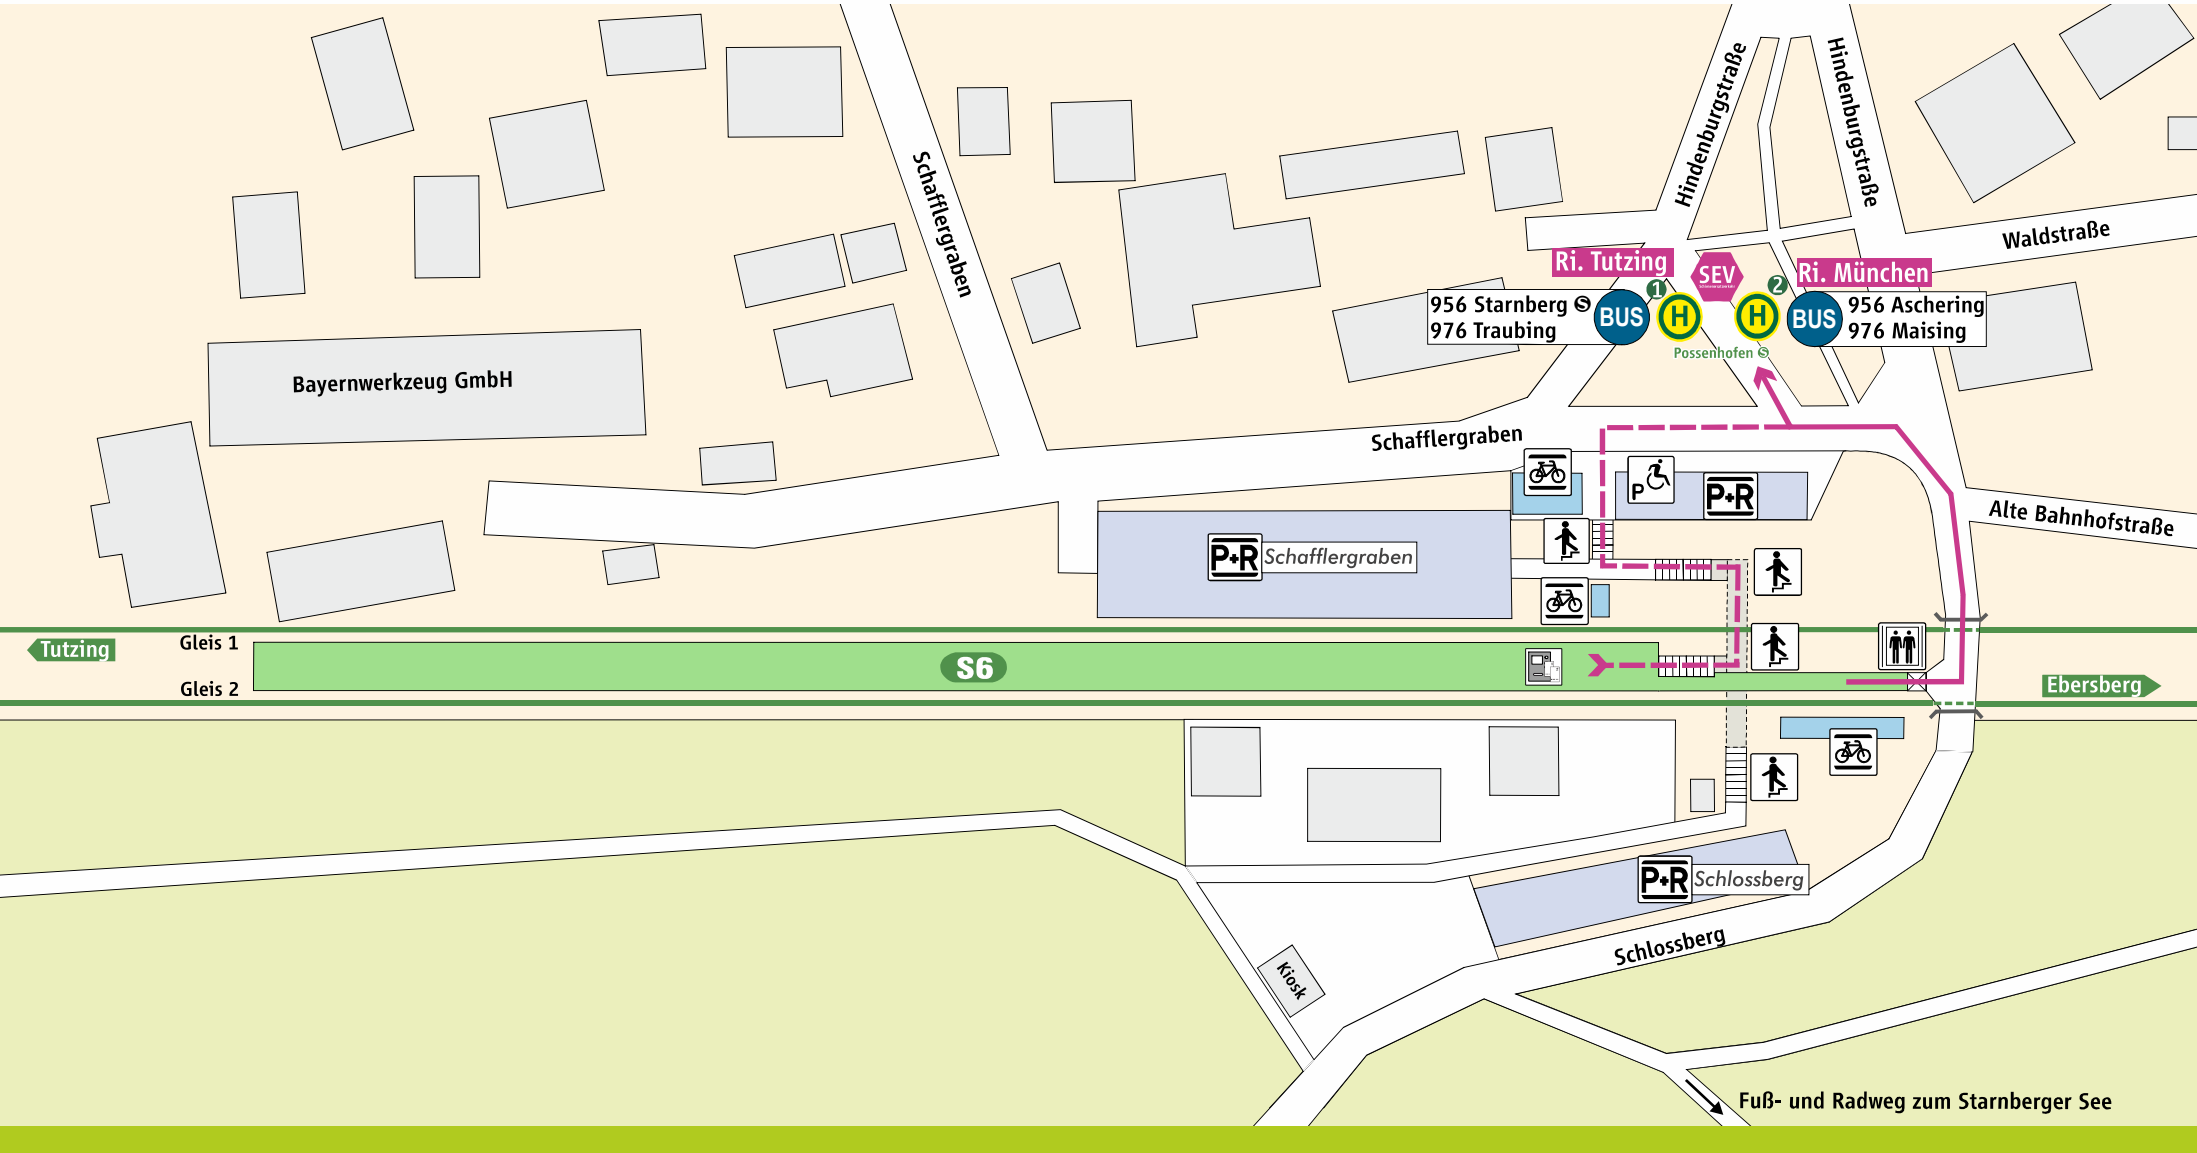 Hindenburgstraße
Hindenburgstraße
Schafflergraben
Waldstraße
Ri. Tutzing
SEV
Ri. München
1
2
956 Starnberg S
976 Traubing
BUS
H
H
BUS
956 Aschering
976 Maising
Possenhofen S
Bayernwerkzeug GmbH
Schafflergraben
P
P+R
Alte Bahnhofstraße
P+R
Schafflergraben
Tutzing
Gleis 1
S6
Gleis 2
Ebersberg
P+R
Schlossberg
Schlossberg
Kiosk
Fuß- und Radweg zum Starnberger See